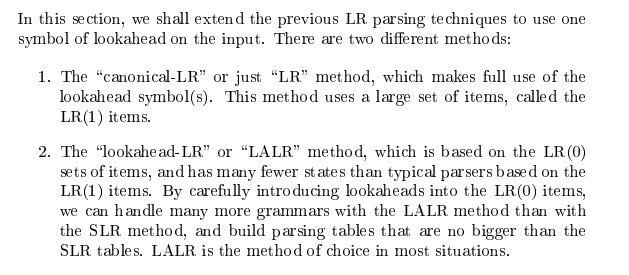 In this section, we shall extend the previous LR parsing techniques to use one
symbol of lookahead on the input. There are two different methods:
1. The “canonical-LR” or just “LR” method, which makes full use of the
lookahead symbol(s). This method uses a large set of items, called the
LR(1) items.
2. The “lookahead-LR” or “LALR” method, which is based on the LR(0)
sets of items, and has many fewer states than typical parsers based on the
LR(1) items. By carefully introducing lookaheads into the LR(0) items,
we can handle many more grammars with the LALR method than with
the SLR method, and build parsing tables that are no bigger than the
SLR tables. LALR is the method of choice in most situations.